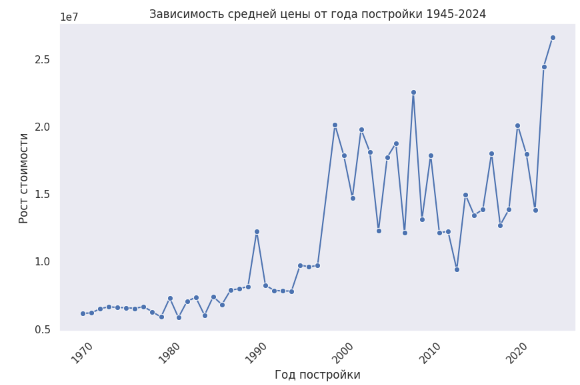 Зависимость средней цены от года постройки 1945-2024
1e7
2.5
2.0
1.5
1.0
0.5
Рост стоимости
1970
1980
1990
2000
2010
2020
Год постройки